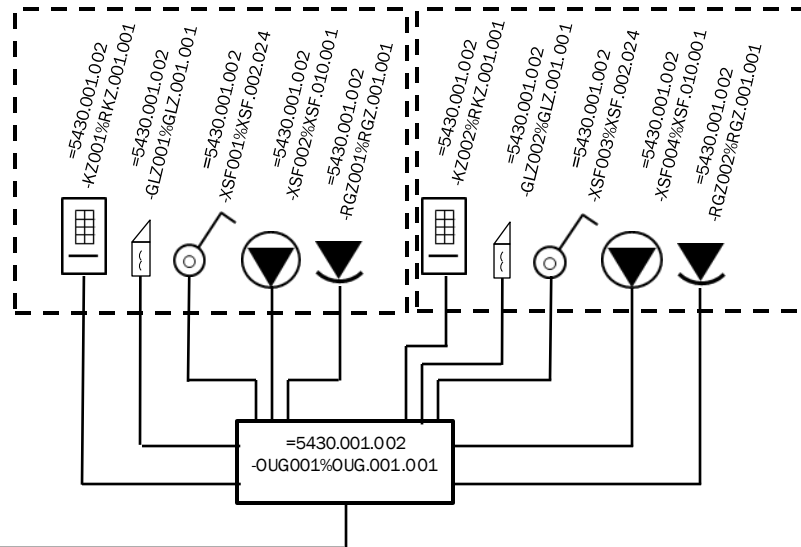 =5430.001.002
-KZ001%RKZ.001.001
=5430.001.002
-GLZ001%GLZ.001.001
=5430.001.002
-XSF001%XSF.002.024
=5430.001.002
-XSF002%XSF.010.001
=5430.001.002
-RGZ001%RGZ.001.001
=5430.001.002
-KZ002%RKZ.001.001
=5430.001.002
-GLZ002%GLZ.001.001
=5430.001.002
-XSF003%XSF.002.024
=5430.001.002
-XSF004%XSF.010.001
=5430.001.002
-RGZ002%RGZ.001.001
=5430.001.002
-OUG001%OUG.001.001